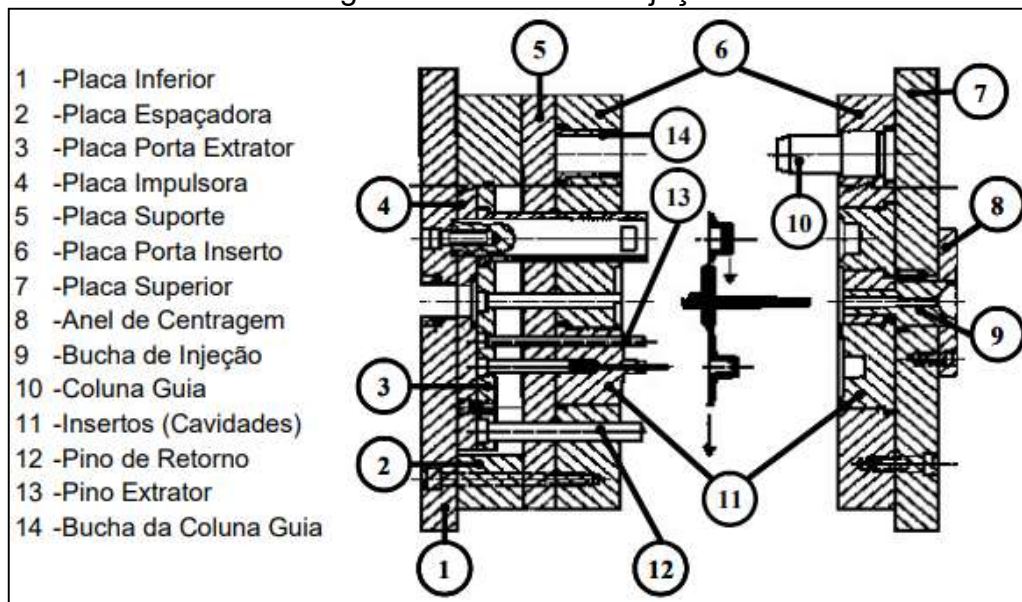 1 -Placa Inferior
2 -Placa Espaçadora
3 -Placa Porta Extrator
4 -Placa Impulsora
5 -Placa Suporte
6 -Placa Porta Inserto
7 -Placa Superior
8 -Anel de Centragem
9 -Bucha de Injeção
10 -Coluna Guia
11 -Insertos (Cavidades)
12 -Pino de Retorno
13 -Pino Extrator
14 -Bucha da Coluna Guia
5
6
7
14
4
13
10
8
9
3
2
11
1
12